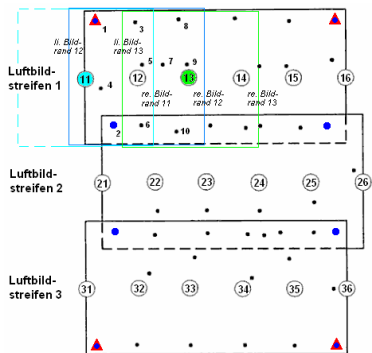 1
3
8
li. Bild-
rand 12
li. Bild-
rand 13
Luftbild-
streifen 1
5
7
9
11
12
13
14
15
16
4
re. Bild-
rand 11
re. Bild-
rand 12
re. Bild-
rand 13
2
6
10
Luftbild-
streifen 2
21
22
23
24
25
26
Luftbild-
streifen 3
31
32
33
34
35
36